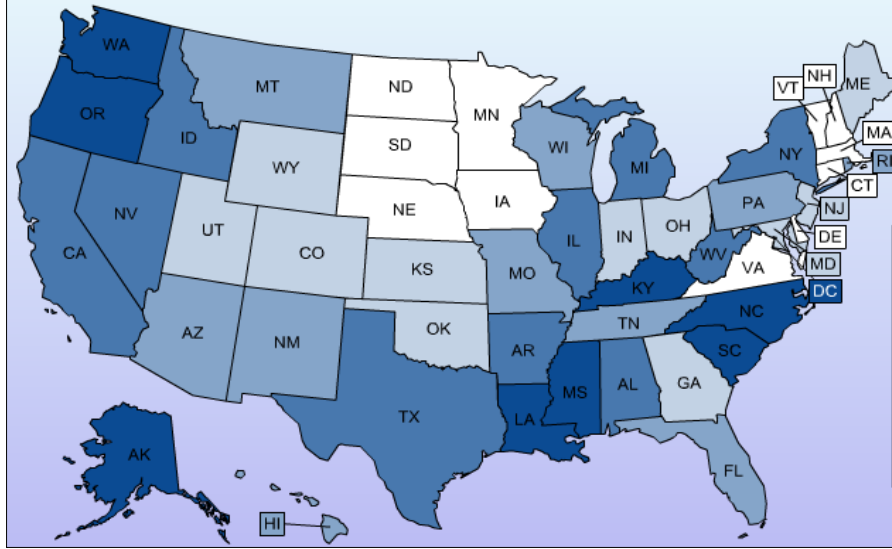 WA
OR
CA
NV
ID
MT
WY
UT
CO
AZ
NM
ND
SD
NE
KS
OK
TX
MN
IA
MO
AR
LA
WI
IL
MI
IN
OH
KY
TN
MS
AL
GA
FL
SC
NC
VA
WV
PA
NY
VT
NH
ME
MA
RI
CT
NJ
DE
MD
DC
AK
HI